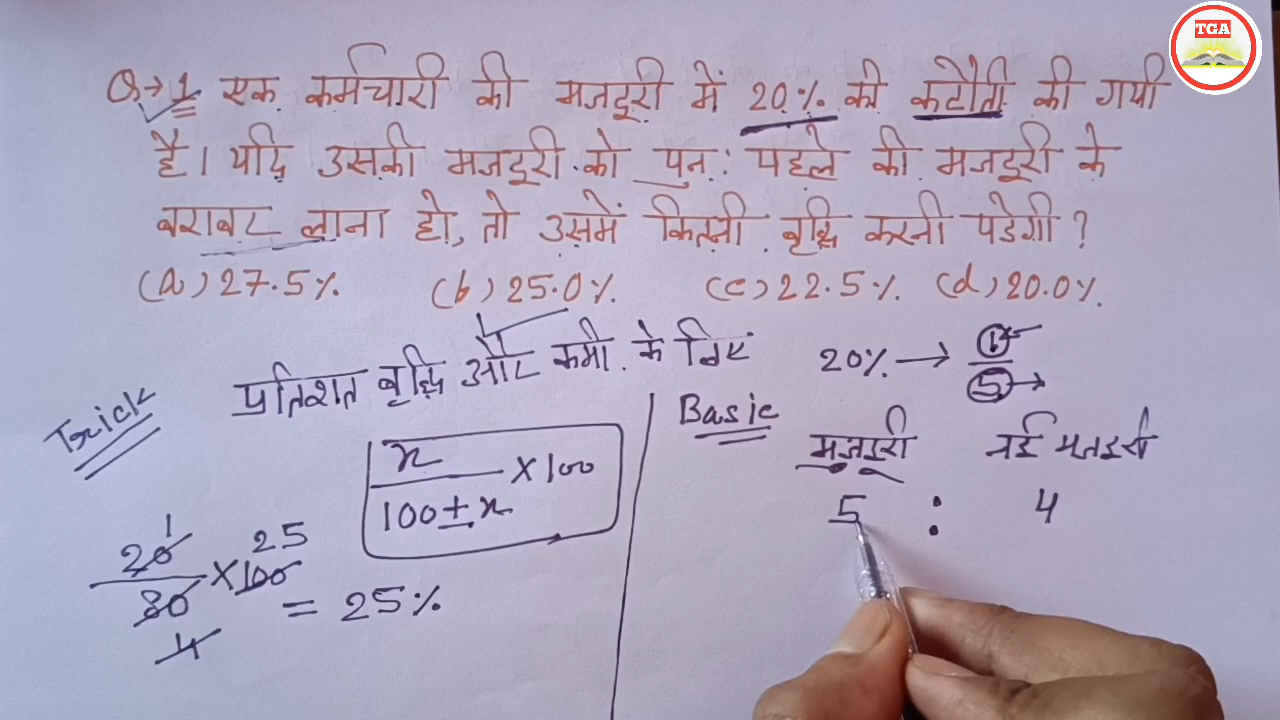 TGA
Q→1 एक कर्मचारी की मजदूरी में 20% की कटौती की गयी
है। यदि उसकी मजदूरी को पुन: पहले की मजदूरी के
बराबर लाना हो, तो उसमें कितनी वृद्धि करनी पडेगी?
(a) 27.5% (b) 25.0% (c) 22.5% (d) 20.0%
Trick प्रतिशत वृद्धि और कमी के लिए
x/100±x ×100
20/80 ×100 = 25%
1 25
4
20% → 1/5
Basic
मजदूरी नई मजदूरी
5 : 4